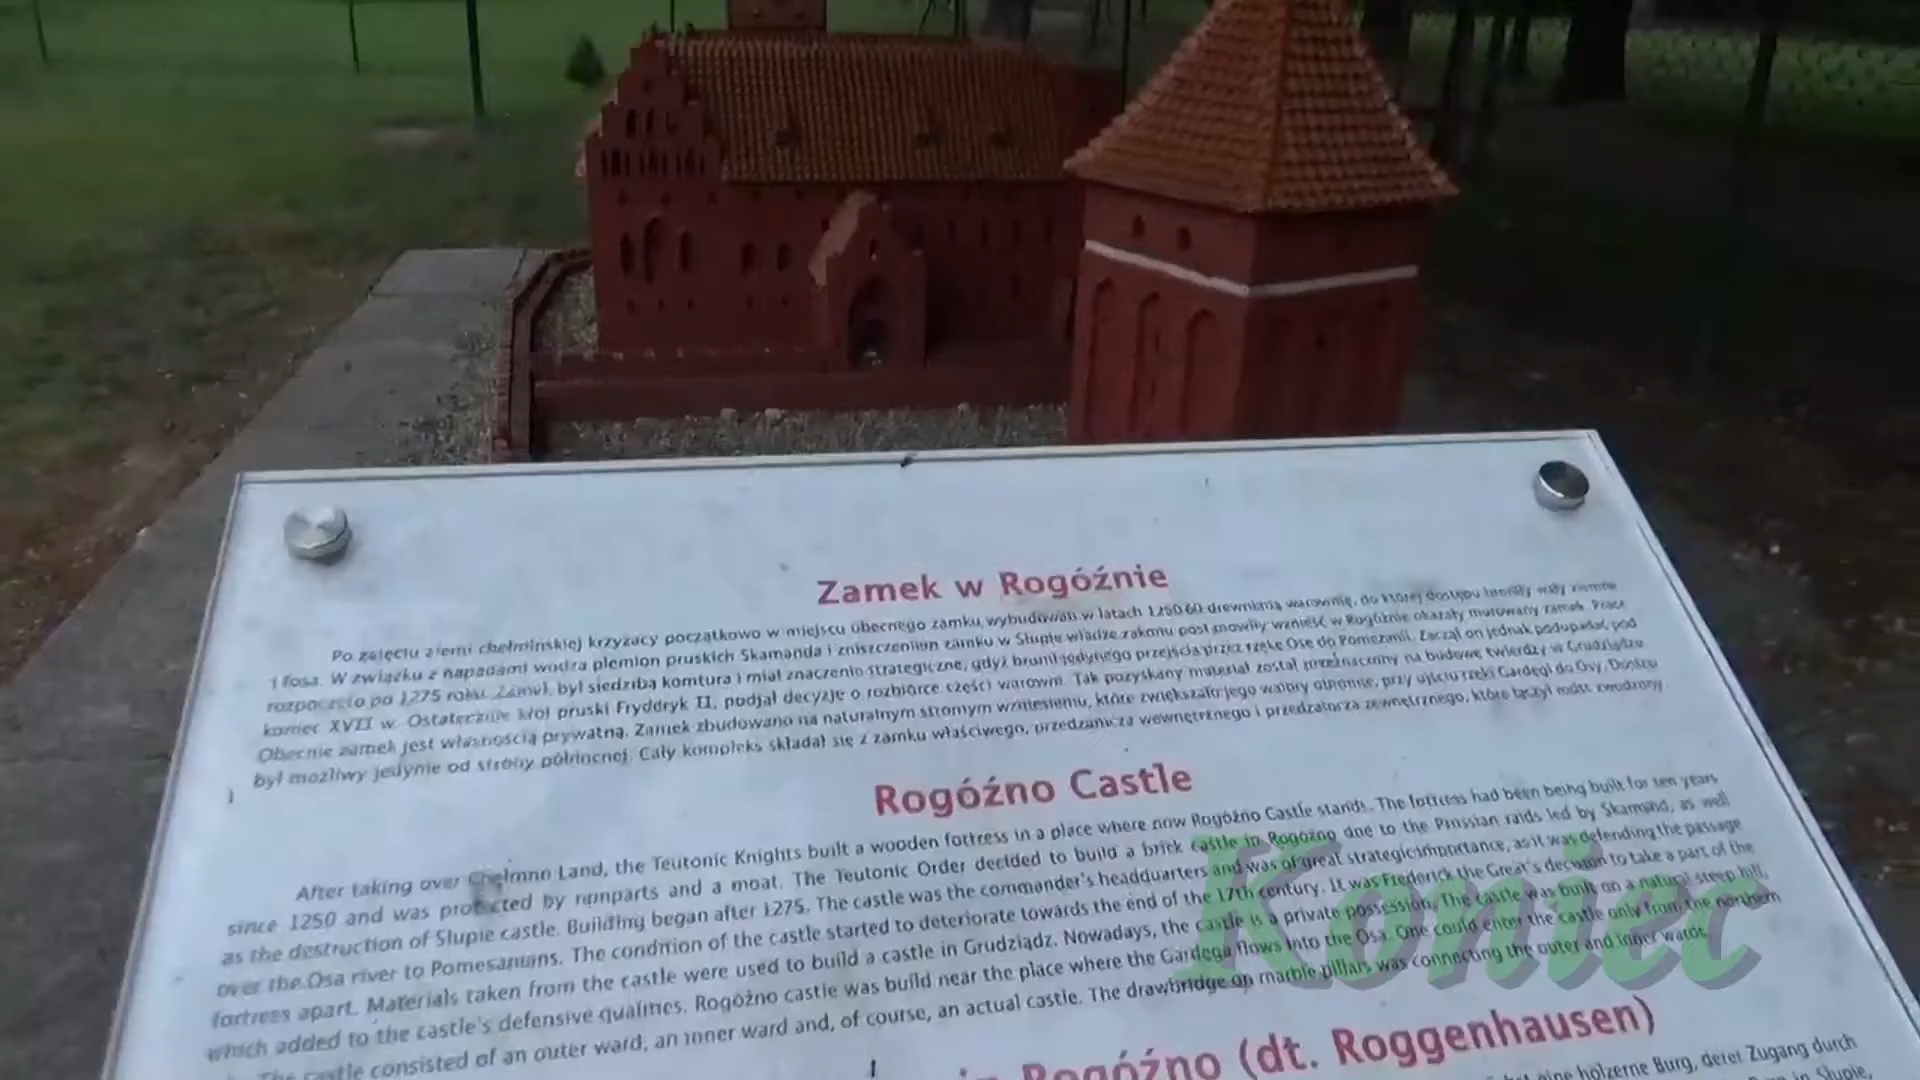 Zamek w Rogóźnie
Po zajęciu ziemi chełmińskiej krzyżacy początkowo w miejscu obecnego zamku wybudowali w latach 1250-60 drewnianą warownię, do której dostępu broniły wały ziemne
i fosa. W związku z napadami wodza plemion pruskich Skamanda i zniszczeniem zamku w Słupie władze zakonu postanowiły wznieść w Rogóźnie okazały murowany zamek. Prace
rozpoczęto po 1275 roku. Zamek był siedzibą komtura i miał znaczenie strategiczne, gdyż bronił jedynego przejścia przez rzekę Osę do Pomezanii. Zaczął on jednak podupadać pod
koniec XVII w. Ostatecznie król pruski Fryderyk II, podjął decyzję o rozbiórce części warowni. Tak pozyskany materiał został przeznaczony na budowę twierdzy w Grudziądzu.
Obecnie zamek jest własnością prywatną. Zamek zbudowano na naturalnym stromym wzniesieniu, które zwiększało jego walory obronne, przy ujściu rzeki Gardęgi do Osy. Dostęp
był możliwy jedynie od strony północnej. Cały kompleks składał się z zamku właściwego, przedzamcza wewnętrznego i przedzamcza zewnętrznego, które łączył most zwodzony
Rogóźno Castle
After taking over Chełmno Land, the Teutonic Knights built a wooden fortress in a place where now Rogóźno Castle stands. The fortress had been being built for ten years
since 1250 and was protected by ramparts and a moat. The Teutonic Order decided to build a brick castle in Rogóźno due to the Prussian raids led by Skamand, as well
as the destruction of Słupie castle. Building began after 1275. The castle was the commander's headquarters and was of great strategic importance, as it was defending the passage
over the Osa river to Pomesanians. The condition of the castle started to deteriorate towards the end of the 17th century. It was Frederick the Great's decision to take a part of the
fortress apart. Materials taken from the castle were used to build a castle in Grudziądz. Nowadays, the castle is a private possession. The castle was built on a natural steep hill,
which added to the castle's defensive qualities. Rogóźno castle was build near the place where the Gardęga flows into the Osa. One could enter the castle only from the northern
The castle consisted of an outer ward, an inner ward and, of course, an actual castle. The drawbridge on marble pillars was connecting the outer and inner wards.
Koniec
in Rogóźno (dt. Roggenhausen)
eine hölzerne Burg, deren Zugang durch
in Słupie,